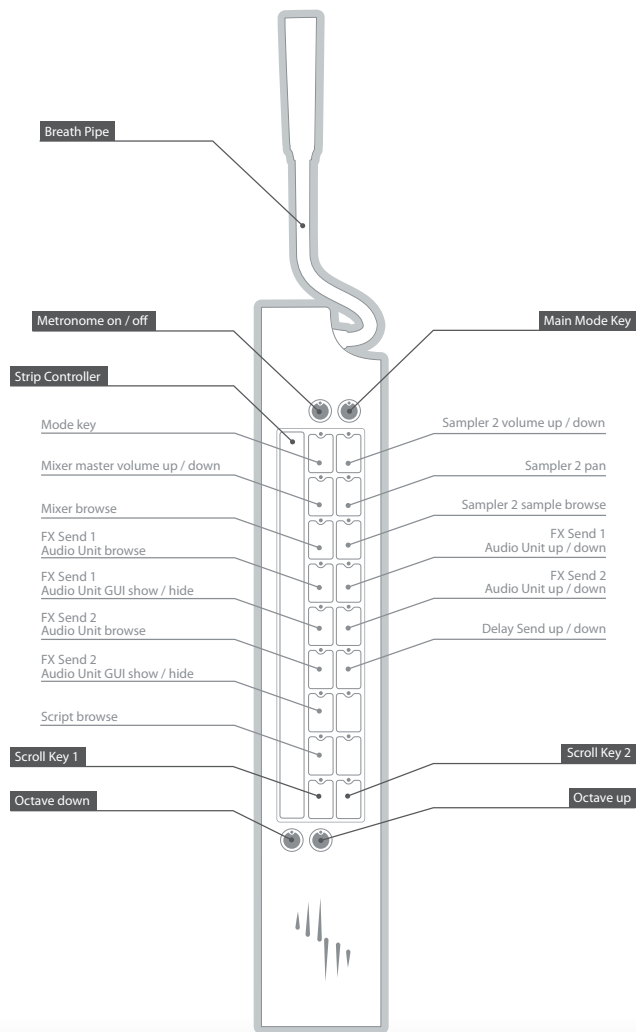 Breath Pipe
Metronome on / off
Main Mode Key
Strip Controller
Mode key
Sampler 2 volume up / down
Mixer master volume up / down
Sampler 2 pan
Mixer browse
Sampler 2 sample browse
FX Send 1
Audio Unit browse
FX Send 1
Audio Unit up / down
FX Send 1
Audio Unit GUI show / hide
FX Send 2
Audio Unit up / down
FX Send 2
Audio Unit browse
Delay Send up / down
FX Send 2
Audio Unit GUI show / hide
Script browse
Scroll Key 1
Scroll Key 2
Octave down
Octave up